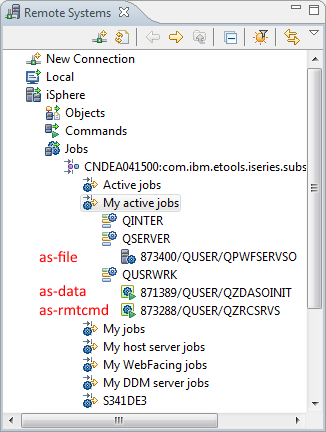 Remote Systems
New Connection
Local
iSphere
Objects
Commands
Jobs
CNDEA041500:com.ibm.etools.iseries.subs
Active jobs
My active jobs
QINTER
QSERVER
as-file 873400/QUSER/QPWFSERVSO
QUSRWRK
as-data 871389/QUSER/QZDASOINIT
as-rmtcmd 873288/QUSER/QZRCSRVS
My jobs
My host server jobs
My WebFacing jobs
My DDM server jobs
S341DE3